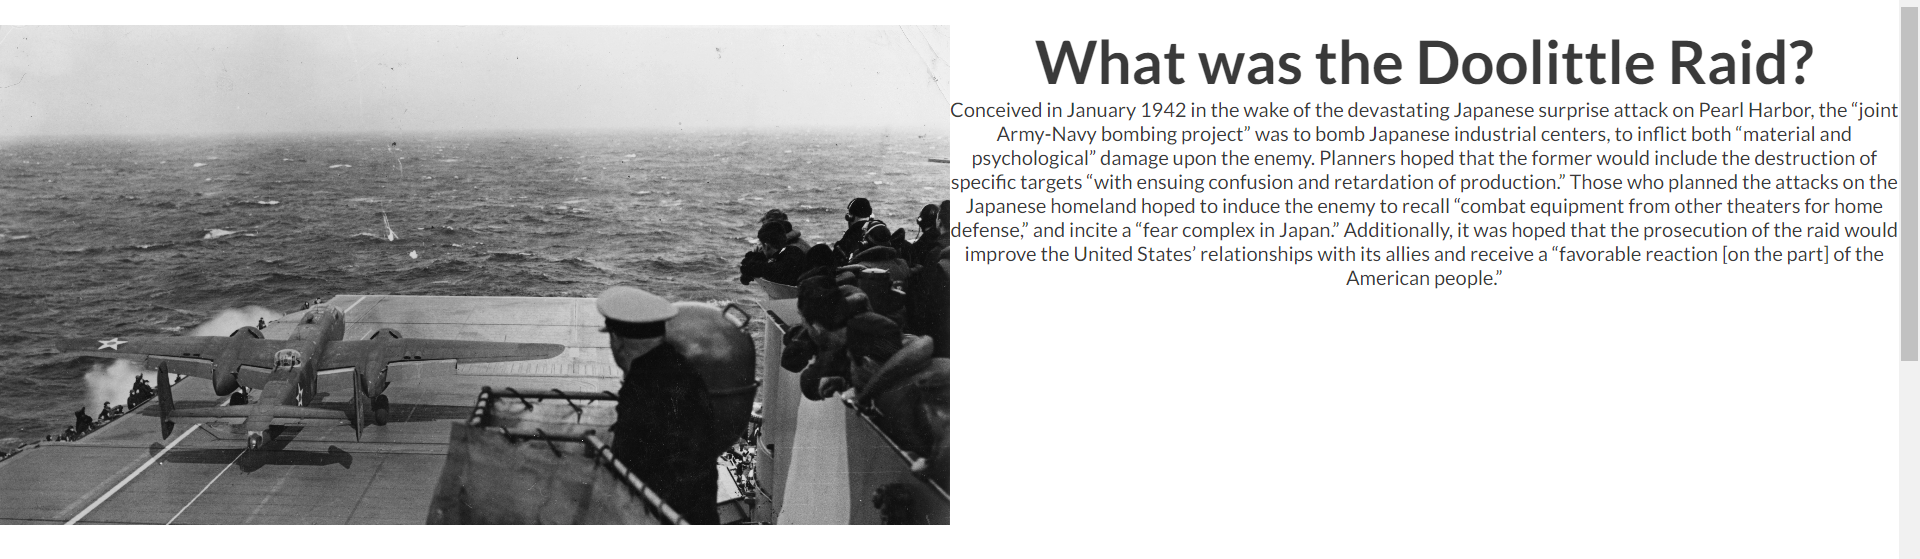 What was the Doolittle Raid?
Conceived in January 1942 in the wake of the devastating Japanese surprise attack on Pearl Harbor, the “joint
Army-Navy bombing project” was to bomb Japanese industrial centers, to inflict both “material and
psychological” damage upon the enemy. Planners hoped that the former would include the destruction of
specific targets “with ensuing confusion and retardation of production.” Those who planned the attacks on the
Japanese homeland hoped to induce the enemy to recall “combat equipment from other theaters for home
defense,” and incite a “fear complex in Japan.” Additionally, it was hoped that the prosecution of the raid would
improve the United States’ relationships with its allies and receive a “favorable reaction [on the part] of the
American people.”